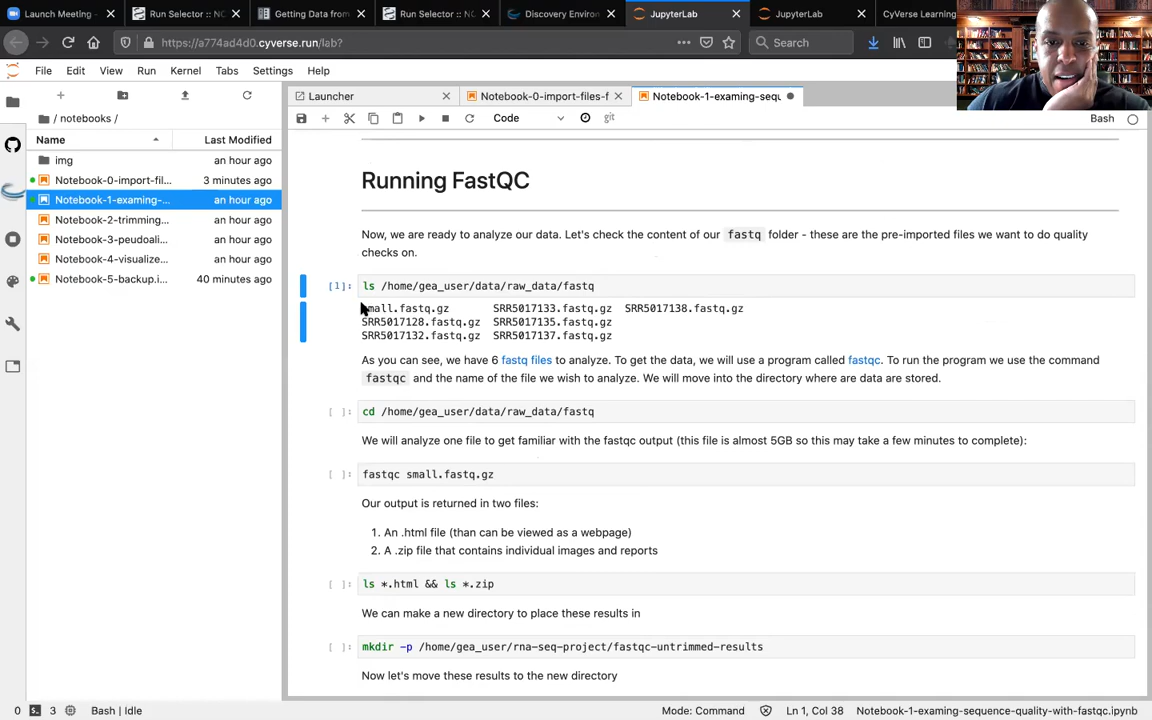 Launch Meeting -
Run Selector :: NC
Getting Data from
Run Selector :: NC
Discovery Environ
JupyterLab
JupyterLab
CyVerse Learning
https://a774ad4d0.cyverse.run/lab?
Search
File Edit View Run Kernel Tabs Settings Help
/ notebooks /
Name Last Modified
img an hour ago
Notebook-0-import-fil... 3 minutes ago
Notebook-1-examing-... an hour ago
Notebook-2-trimming... an hour ago
Notebook-3-peudoali... an hour ago
Notebook-4-visualize... an hour ago
Notebook-5-backup.i... 40 minutes ago
Launcher
Notebook-0-import-files-f
Notebook-1-examing-sequ
Code git Bash
Running FastQC
Now, we are ready to analyze our data. Let's check the content of our fastq folder - these are the pre-imported files we want to do quality
checks on.
[1]: ls /home/gea_user/data/raw_data/fastq
small.fastq.gz SRR5017133.fastq.gz SRR5017138.fastq.gz
SRR5017128.fastq.gz SRR5017135.fastq.gz
SRR5017132.fastq.gz SRR5017137.fastq.gz
As you can see, we have 6 fastq files to analyze. To get the data, we will use a program called fastqc. To run the program we use the command
fastqc and the name of the file we wish to analyze. We will move into the directory where are data are stored.
[ ]: cd /home/gea_user/data/raw_data/fastq
We will analyze one file to get familiar with the fastqc output (this file is almost 5GB so this may take a few minutes to complete):
[ ]: fastqc small.fastq.gz
Our output is returned in two files:
1. An .html file (than can be viewed as a webpage)
2. A .zip file that contains individual images and reports
[ ]: ls *.html && ls *.zip
We can make a new directory to place these results in
[ ]: mkdir -p /home/gea_user/rna-seq-project/fastqc-untrimmed-results
Now let's move these results to the new directory
0 3 Bash | Idle Mode: Command Ln 1, Col 38 Notebook-1-examing-sequence-quality-with-fastqc.ipynb